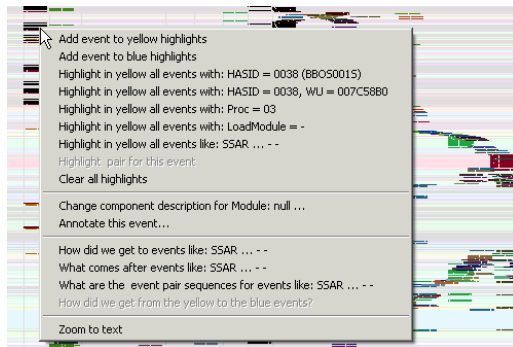 Add event to yellow highlights
Add event to blue highlights
Highlight in yellow all events with: HASID = 0038 (BBOS001S)
Highlight in yellow all events with: HASID = 0038, WU = 007C58B0
Highlight in yellow all events with: Proc = 03
Highlight in yellow all events with: LoadModule = -
Highlight in yellow all events like: SSAR ... - -
Highlight pair for this event
Clear all highlights
Change component description for Module: null ...
Annotate this event...
How did we get to events like: SSAR ... - -
What comes after events like: SSAR ... - -
What are the event pair sequences for events like: SSAR ... - -
How did we get from the yellow to the blue events?
Zoom to text